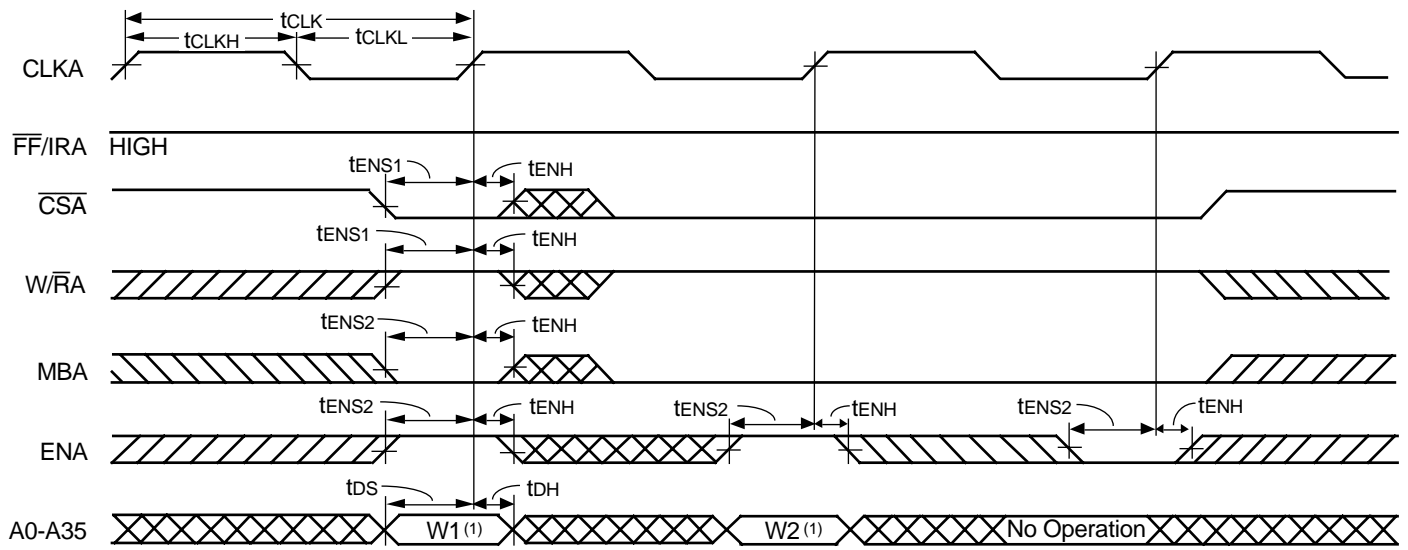 tCLK
tCLKH tCLKL
CLKA
FF/IRA HIGH
tENS1 tENH
CSA
tENS1 tENH
W/RA
tENS2 tENH
MBA
tENS2 tENH tENS2 tENH tENS2 tENH
ENA
tDS tDH
A0-A35 W1(1) W2(1) No Operation